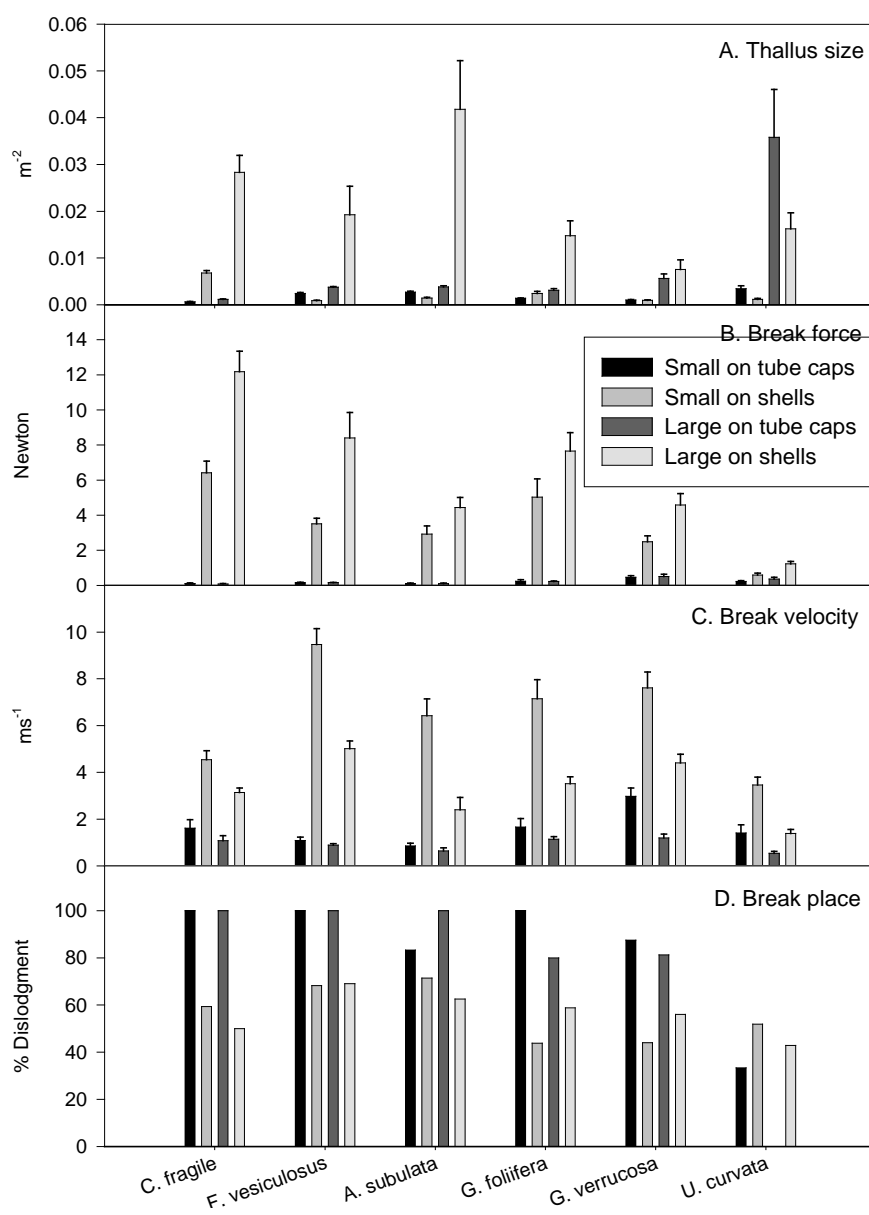 A. Thallus size
0.06
0.05
0.04
0.03
0.02
0.01
0.00
m-2
B. Break force
14
12
10
8
6
4
2
0
Newton
Small on tube caps
Small on shells
Large on tube caps
Large on shells
C. Break velocity
10
8
6
4
2
0
ms-1
D. Break place
100
80
60
40
20
0
% Dislodgment
C. fragile
F. vesiculosus
A. subulata
G. foliifera
G. verrucosa
U. curvata